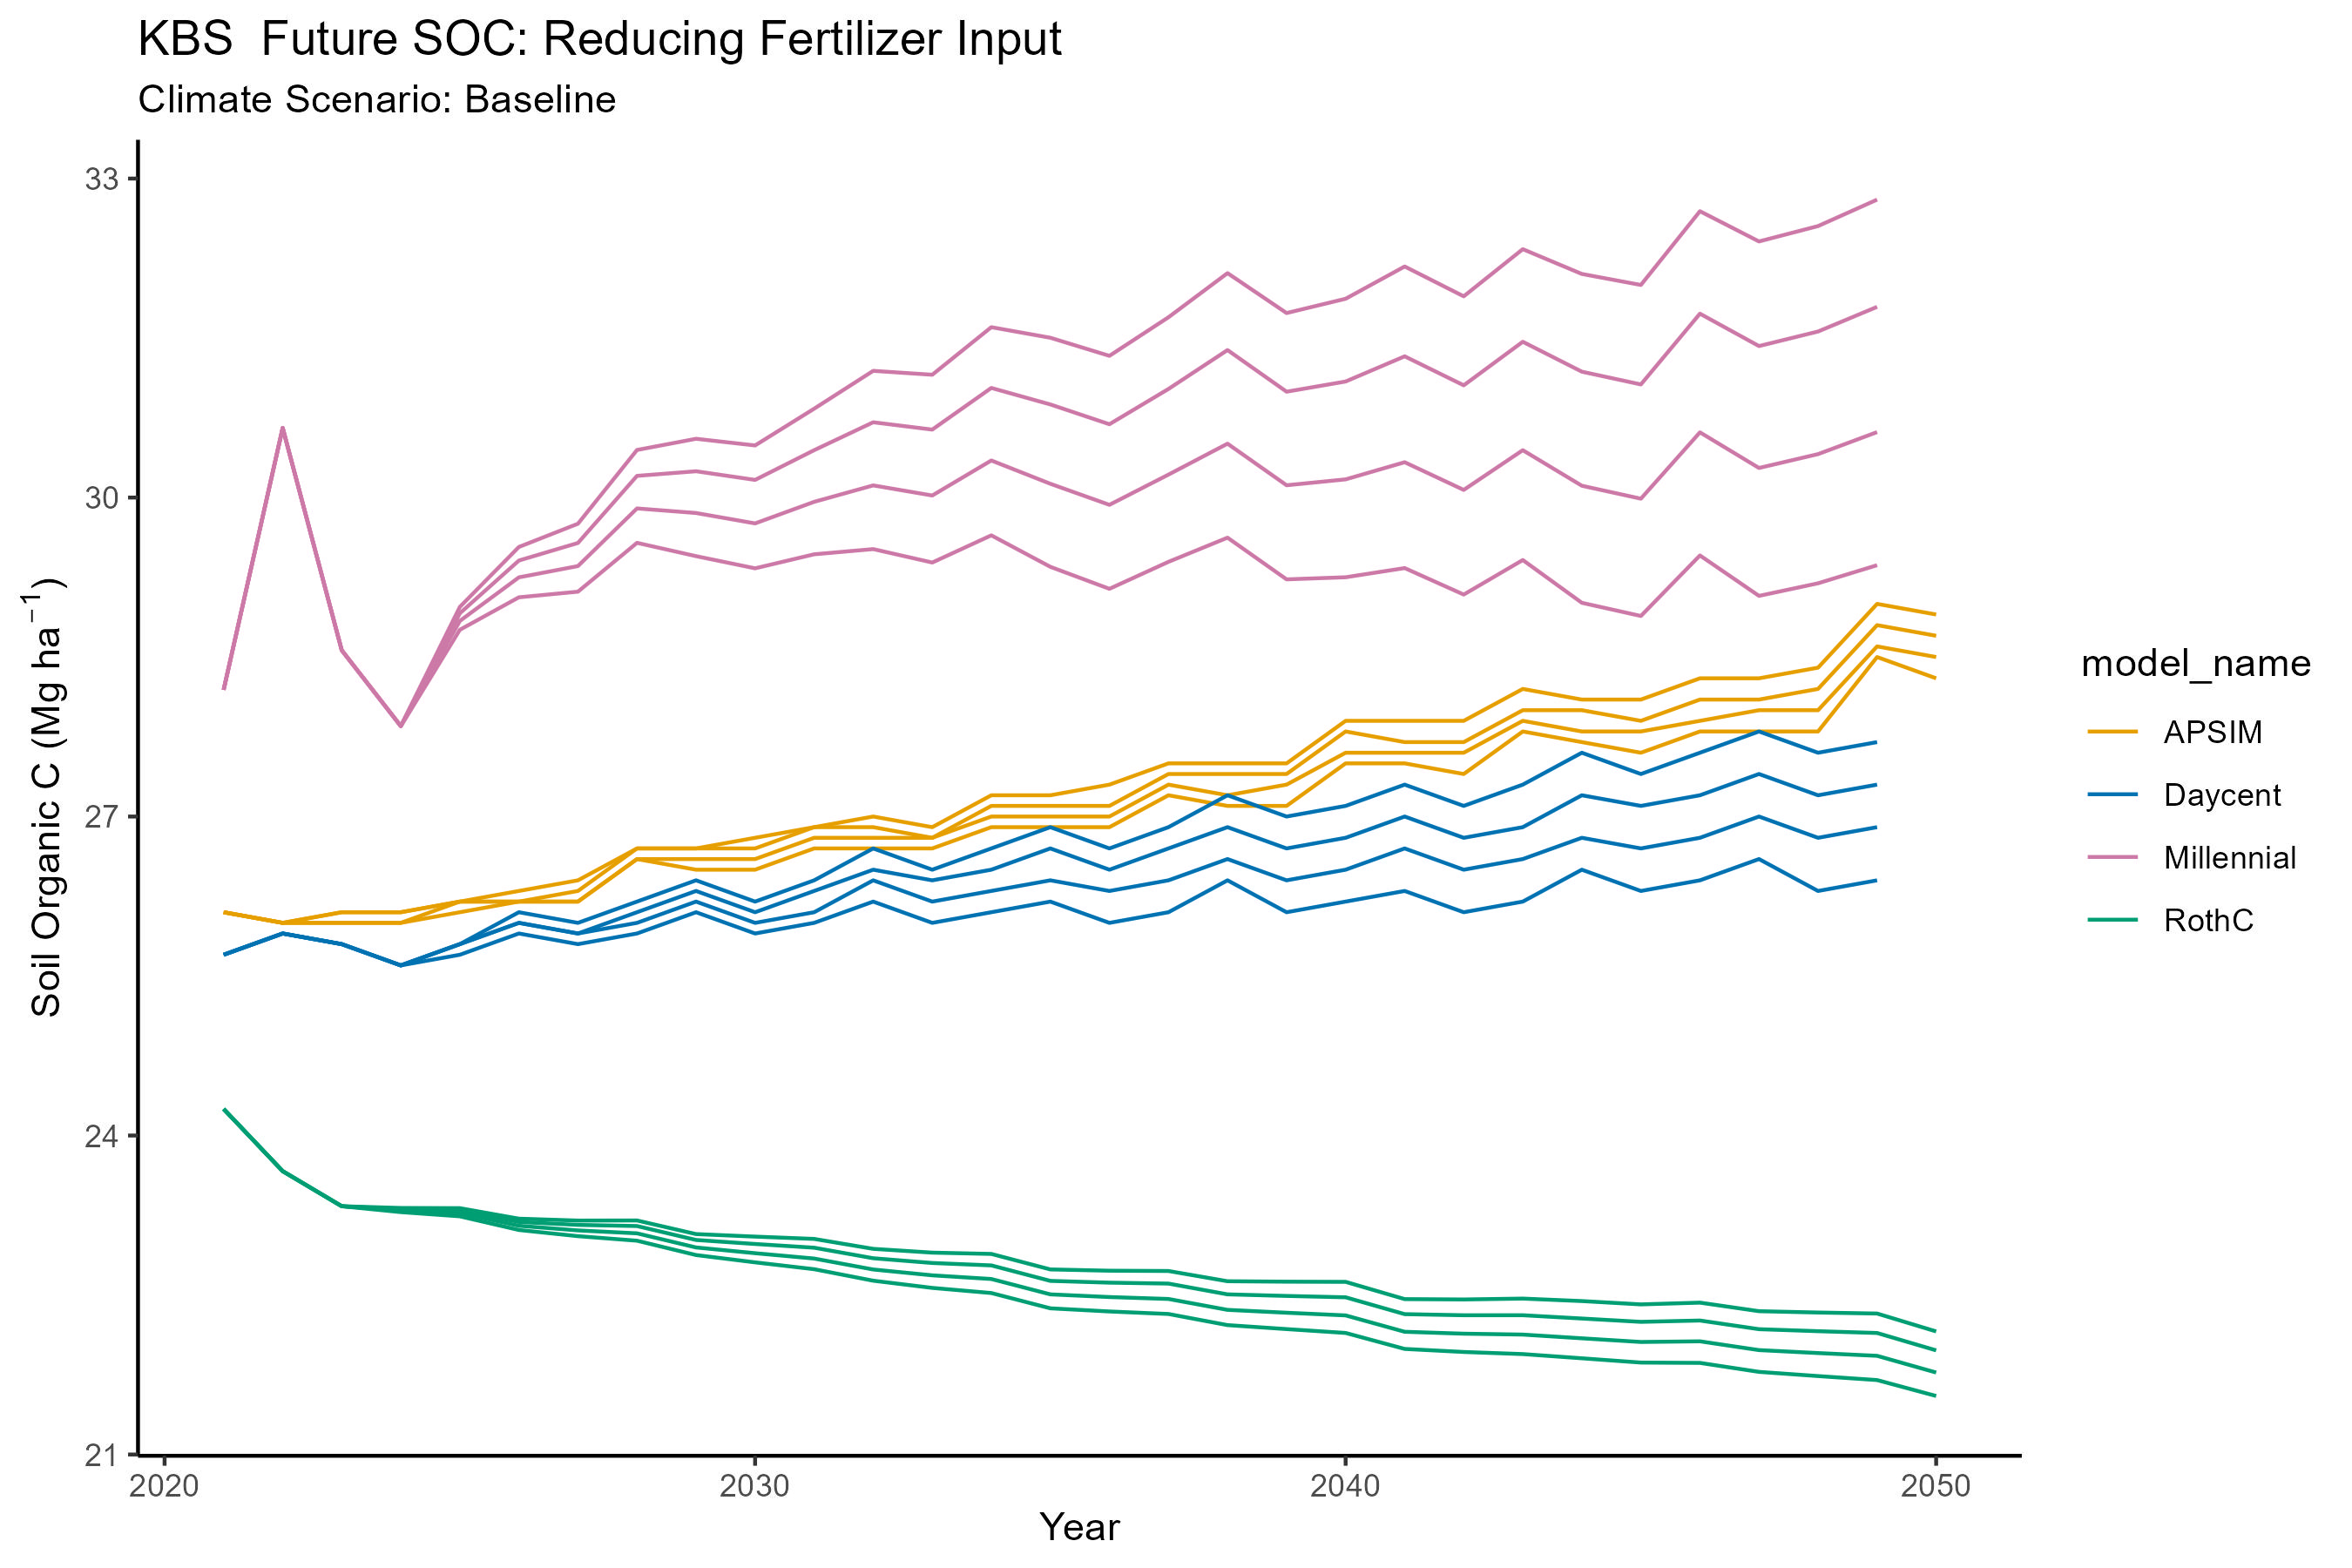 KBS  Future SOC: Reducing Fertilizer Input
Climate Scenario: Baseline
Soil Organic C (Mg ha⁻¹)
33
30
27
24
21
2020 2030 2040 2050
Year
model_name
APSIM
Daycent
Millennial
RothC